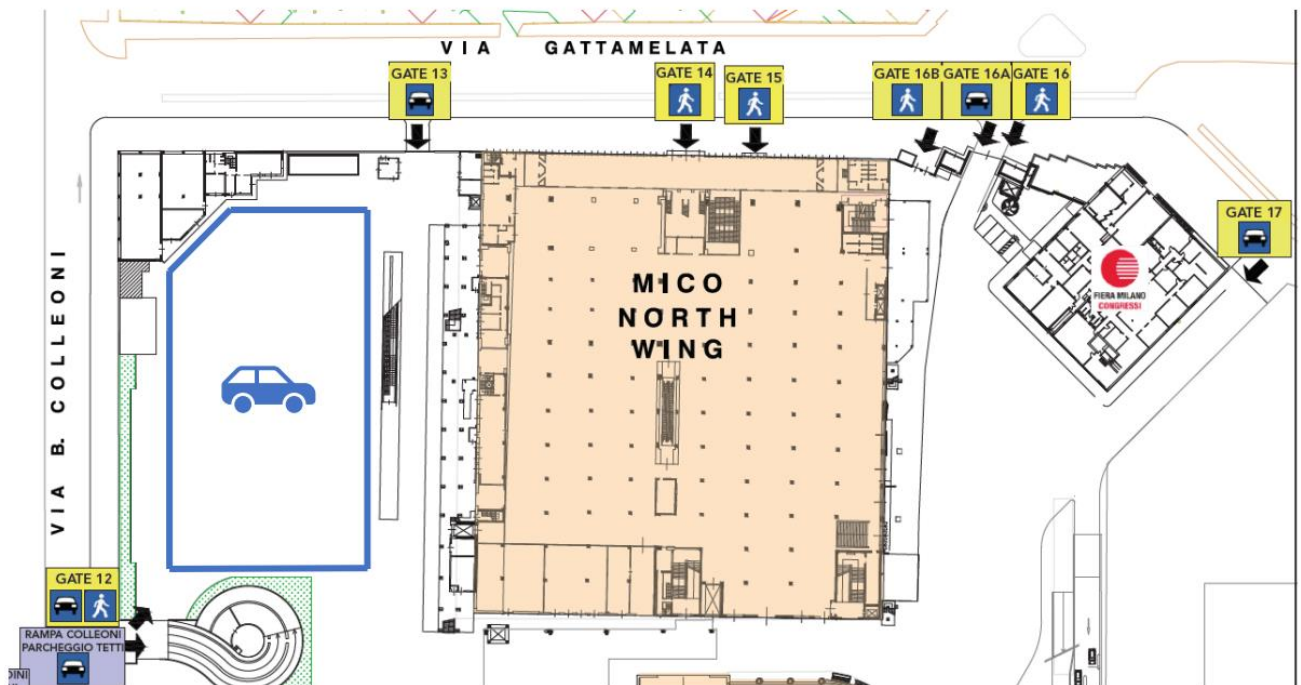 VIA GATTAMELATA
GATE 13
GATE 14
GATE 15
GATE 16B
GATE 16A
GATE 16
GATE 17
VIA B. COLLEONI
MICO
NORTH
WING
FIERA MILANO
CONGRESSI
GATE 12
RAMPA COLLEONI
PARCHEGGIO TETTI
DINI